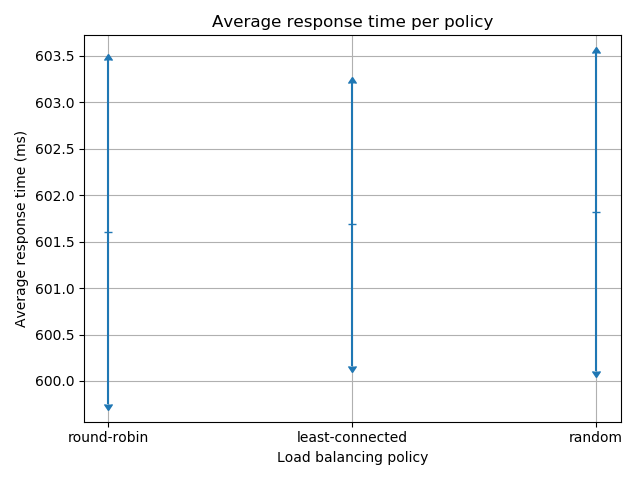 Average response time per policy
603.5
603.0
602.5
602.0
601.5
601.0
600.5
600.0
Average response time (ms)
round-robin
least-connected
random
Load balancing policy